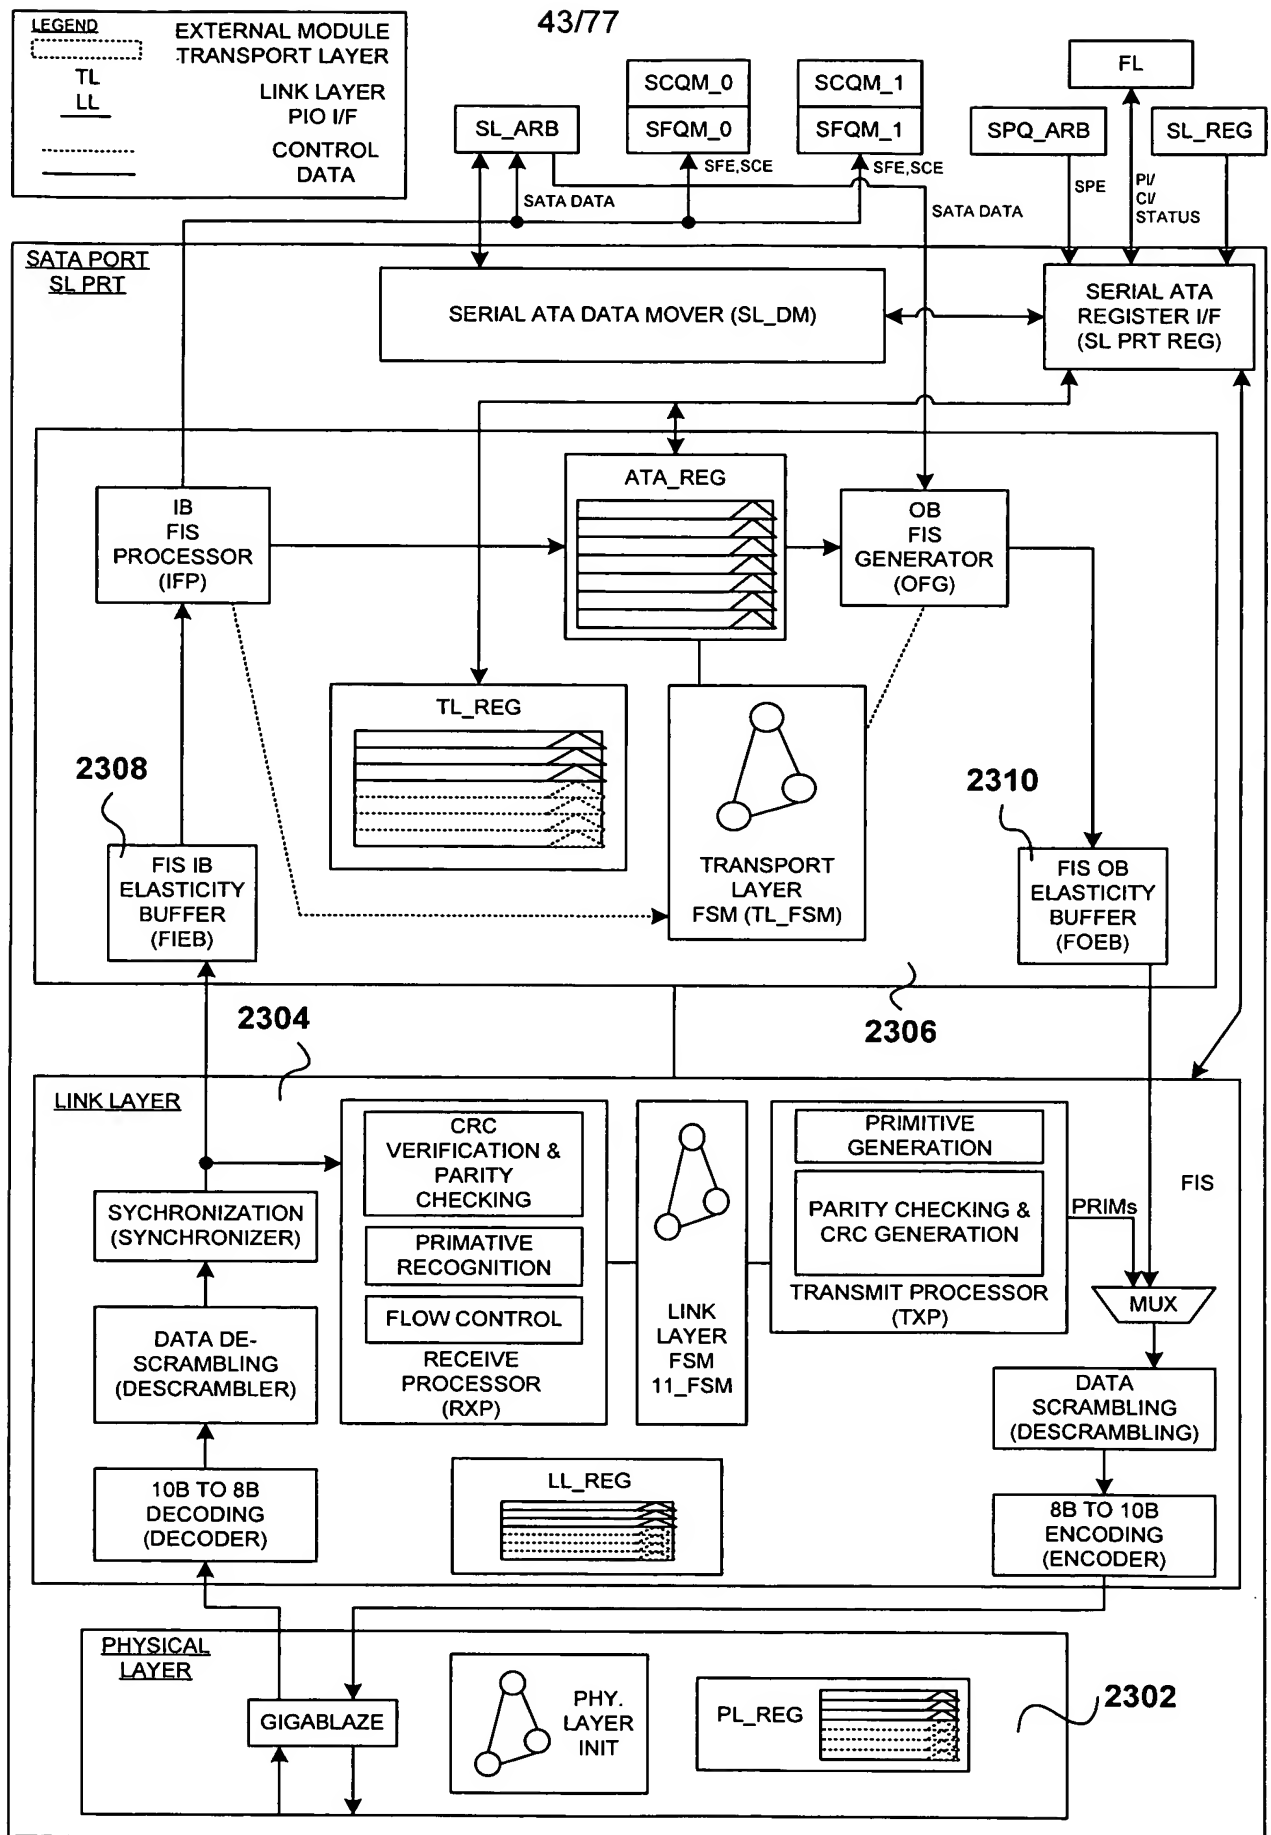 43/77
LEGEND
EXTERNAL MODULE
TRANSPORT LAYER
TL
LL
LINK LAYER
PIO I/F
CONTROL
DATA
SL_ARB
SCQM_0
SFQM_0
SCQM_1
SFQM_1
FL
SPQ_ARB
SL_REG
SATA DATA
SFE,SCE
SFE,SCE
SATA DATA
SPE
PI/
CI/
STATUS
SATA PORT
SL PRT
SERIAL ATA DATA MOVER (SL_DM)
SERIAL ATA
REGISTER I/F
(SL PRT REG)
IB
FIS
PROCESSOR
(IFP)
ATA_REG
OB
FIS
GENERATOR
(OFG)
TL_REG
TRANSPORT
LAYER
FSM (TL_FSM)
2308
FIS IB
ELASTICITY
BUFFER
(FIEB)
2310
FIS OB
ELASTICITY
BUFFER
(FOEB)
2304
2306
LINK LAYER
CRC
VERIFICATION &
PARITY
CHECKING
PRIMATIVE
RECOGNITION
FLOW CONTROL
RECEIVE
PROCESSOR
(RXP)
LINK
LAYER
FSM
11_FSM
PRIMITIVE
GENERATION
PARITY CHECKING &
CRC GENERATION
TRANSMIT PROCESSOR
(TXP)
PRIMs
FIS
MUX
SYCHRONIZATION
(SYNCHRONIZER)
DATA DE-
SCRAMBLING
(DESCRAMBLER)
10B TO 8B
DECODING
(DECODER)
LL_REG
DATA
SCRAMBLING
(DESCRAMBLING)
8B TO 10B
ENCODING
(ENCODER)
PHYSICAL
LAYER
GIGABLAZE
PHY.
LAYER
INIT
PL_REG
2302